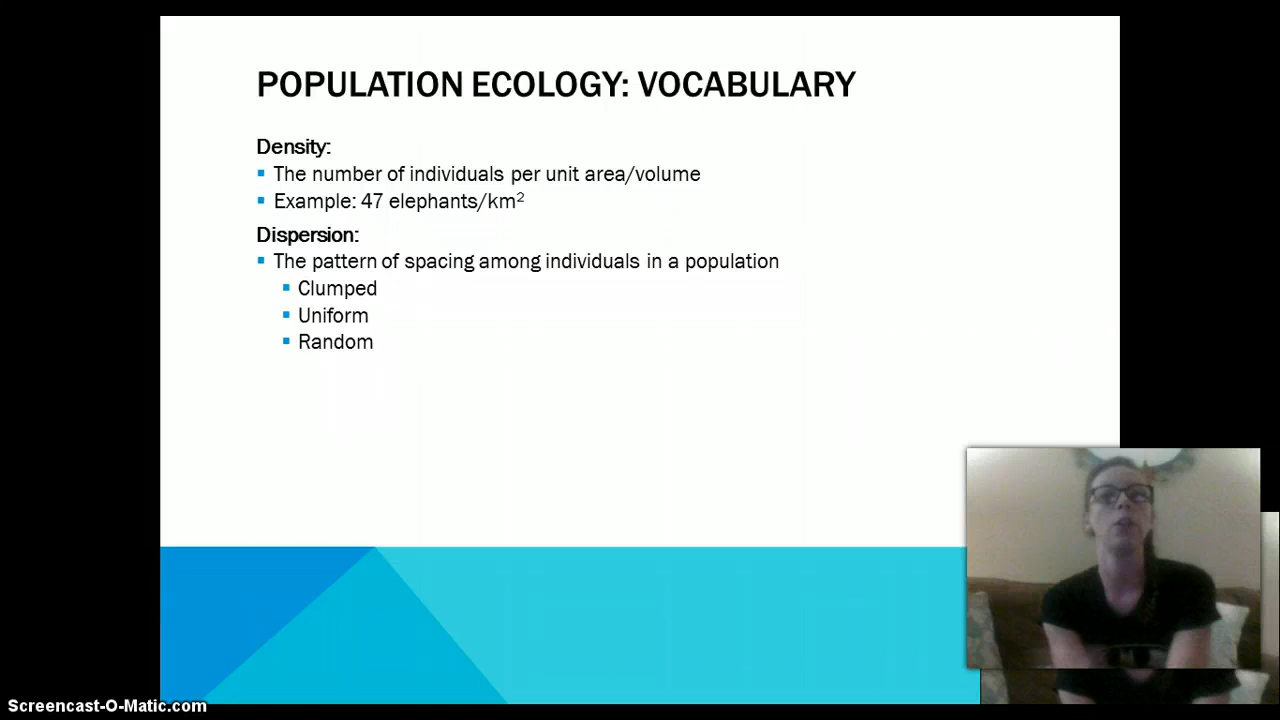 POPULATION ECOLOGY: VOCABULARY
Density:
The number of individuals per unit area/volume
Example: 47 elephants/km²
Dispersion:
The pattern of spacing among individuals in a population
Clumped
Uniform
Random
Screencast-O-Matic.com